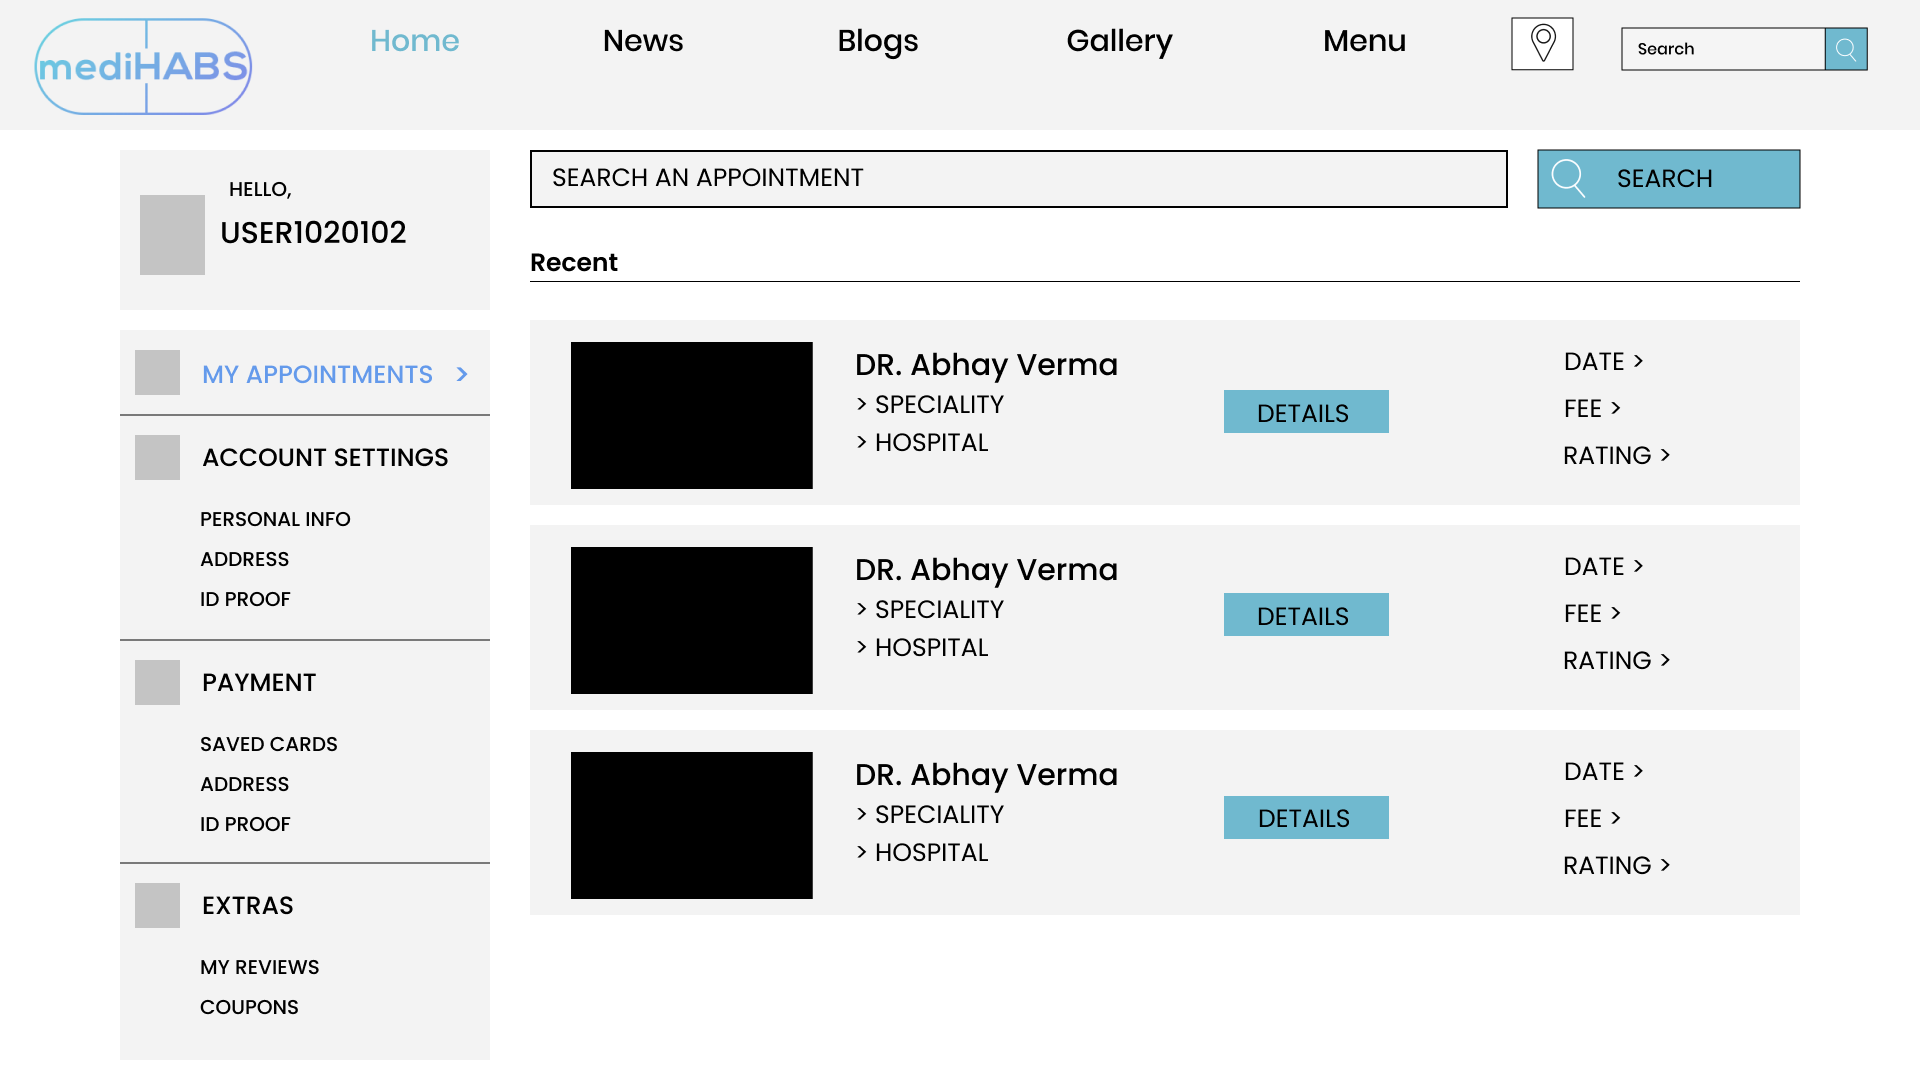 mediHABS
Home
News
Blogs
Gallery
Menu
Search
HELLO,
USER1020102
MY APPOINTMENTS >
ACCOUNT SETTINGS
PERSONAL INFO
ADDRESS
ID PROOF
PAYMENT
SAVED CARDS
ADDRESS
ID PROOF
EXTRAS
MY REVIEWS
COUPONS
SEARCH AN APPOINTMENT
SEARCH
Recent
DR. Abhay Verma
> SPECIALITY
> HOSPITAL
DETAILS
DATE >
FEE >
RATING >
DR. Abhay Verma
> SPECIALITY
> HOSPITAL
DETAILS
DATE >
FEE >
RATING >
DR. Abhay Verma
> SPECIALITY
> HOSPITAL
DETAILS
DATE >
FEE >
RATING >